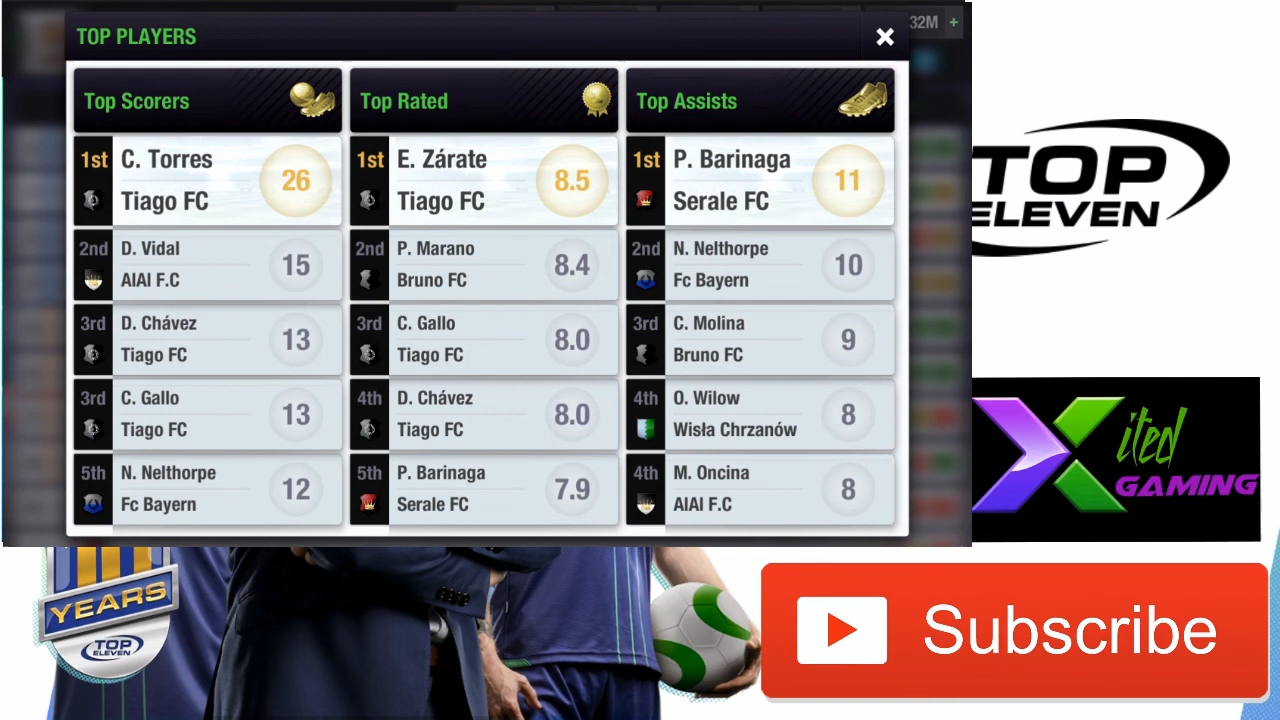 32M +
TOP PLAYERS
Top Scorers
1st C. Torres
Tiago FC
26
2nd D. Vidal
AIAI F.C
15
3rd D. Chávez
Tiago FC
13
3rd C. Gallo
Tiago FC
13
5th N. Nelthorpe
Fc Bayern
12
Top Rated
1st E. Zárate
Tiago FC
8.5
2nd P. Marano
Bruno FC
8.4
3rd C. Gallo
Tiago FC
8.0
4th D. Chávez
Tiago FC
8.0
5th P. Barinaga
Serale FC
7.9
Top Assists
1st P. Barinaga
Serale FC
11
2nd N. Nelthorpe
Fc Bayern
10
3rd C. Molina
Bruno FC
9
4th O. Wilow
Wisła Chrzanów
8
4th M. Oncina
AIAI F.C
8
TOP
ELEVEN
Xited
GAMING
YEARS
TOP
ELEVEN
Subscribe